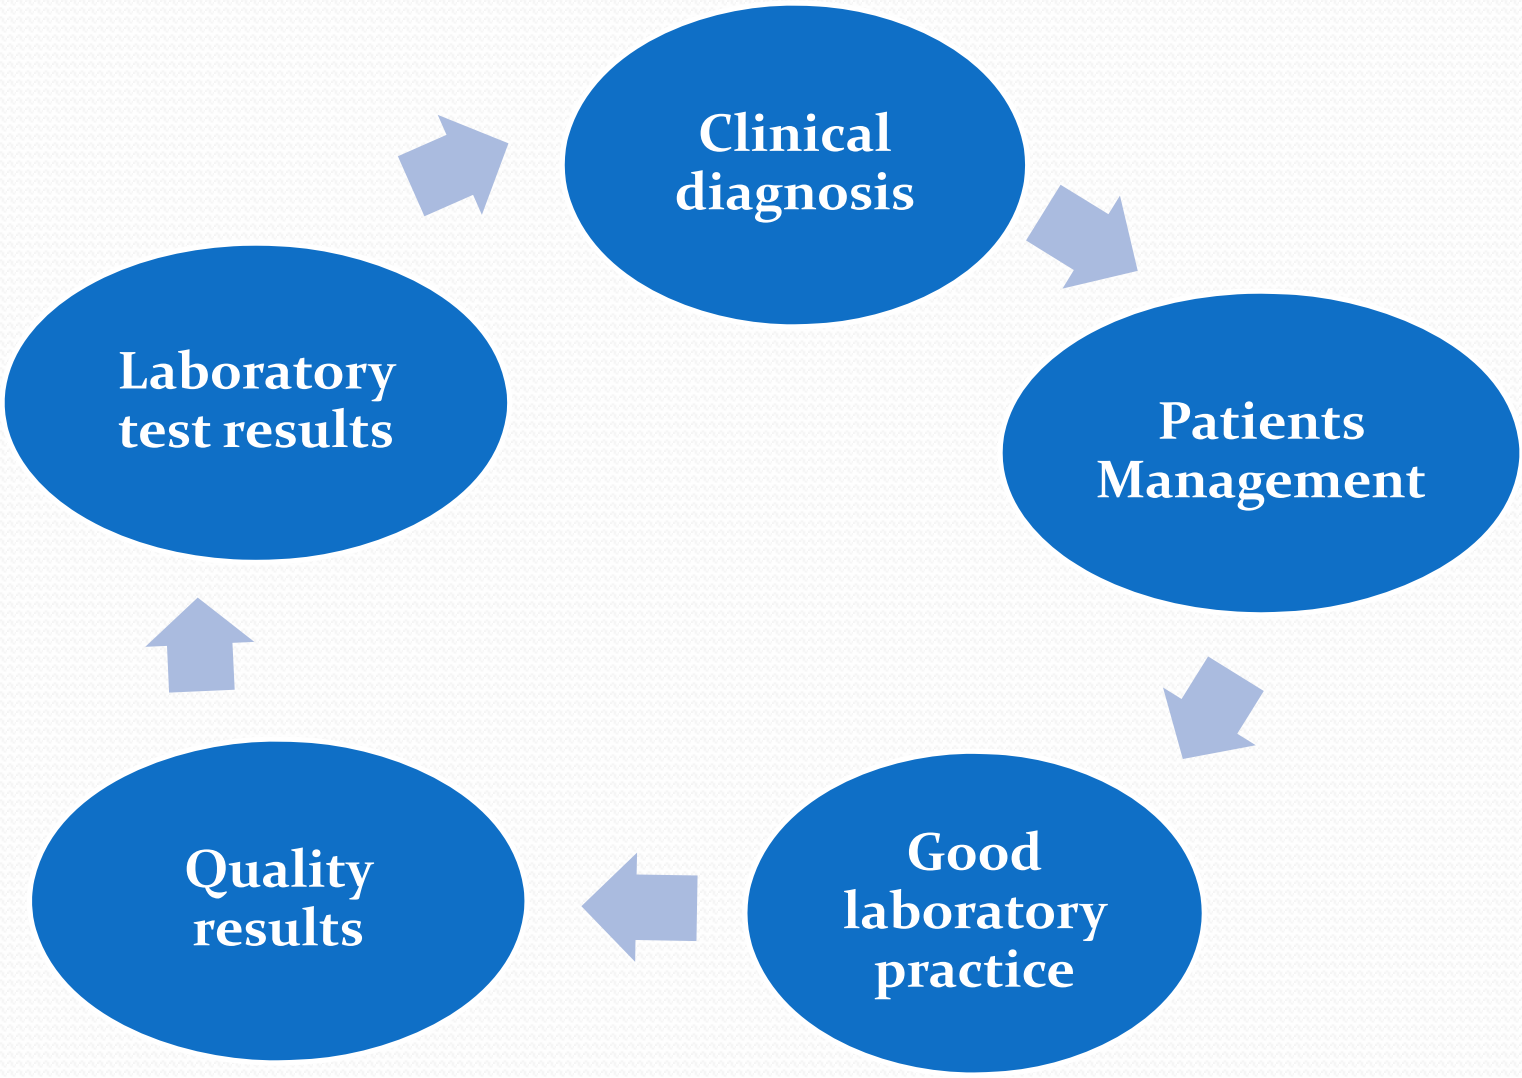 Clinical
diagnosis
Patients
Management
Good
laboratory
practice
Quality
results
Laboratory
test results